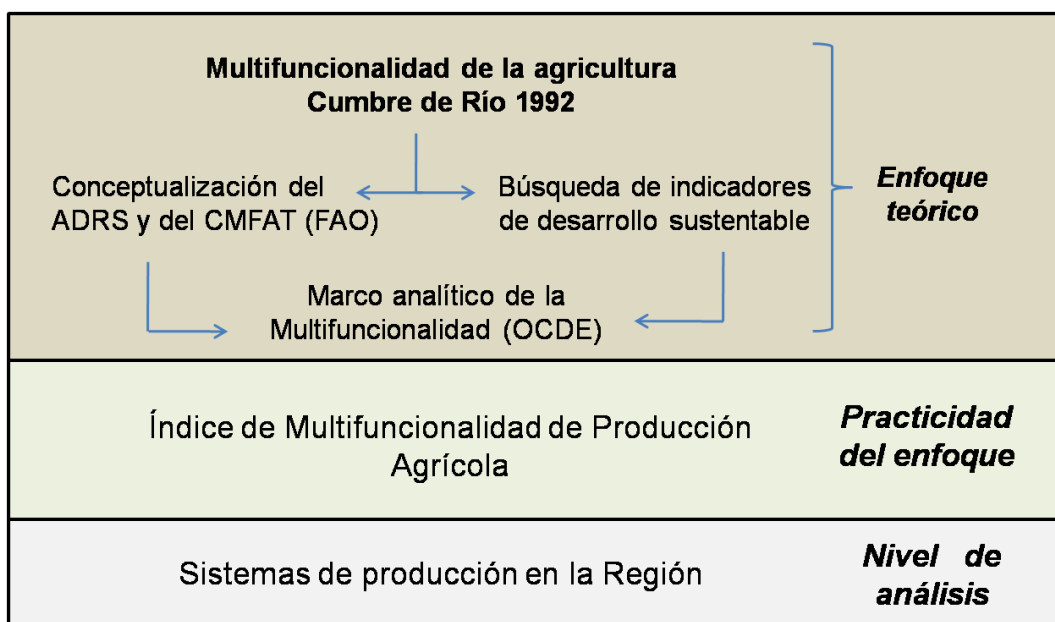 Multifuncionalidad de la agricultura
Cumbre de Río 1992
Conceptualización del
ADRS y del CMFAT (FAO)
Búsqueda de indicadores
de desarrollo sustentable
Marco analítico de la
Multifuncionalidad (OCDE)
Enfoque
teórico
Índice de Multifuncionalidad de Producción
Agrícola
Practicidad
del enfoque
Sistemas de producción en la Región
Nivel de
análisis